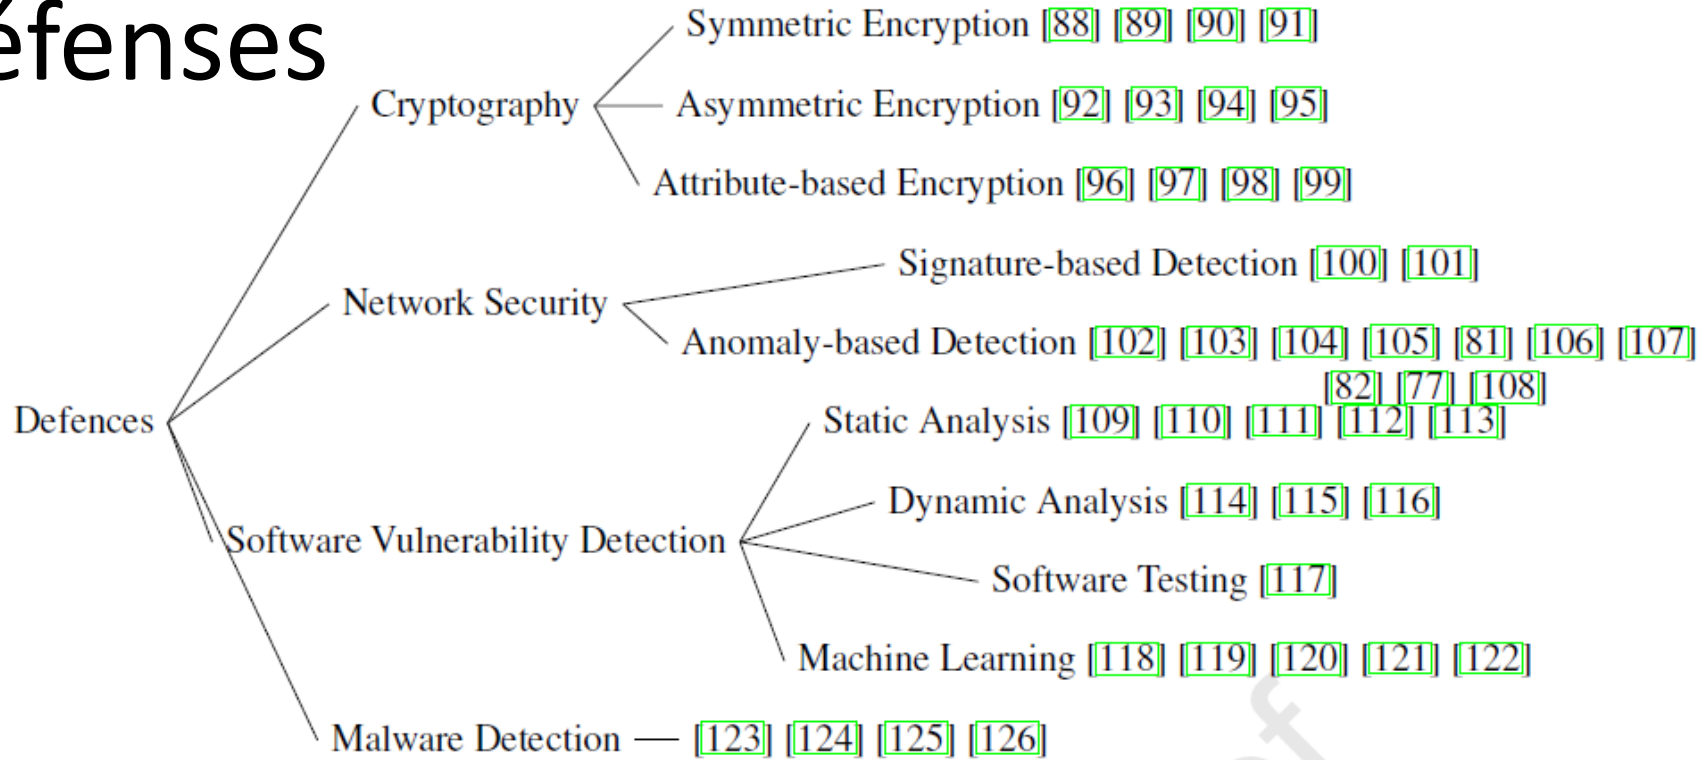 éfenses
Symmetric Encryption [88] [89] [90] [91]
Cryptography
Asymmetric Encryption [92] [93] [94] [95]
Attribute-based Encryption [96] [97] [98] [99]
Signature-based Detection [100] [101]
Network Security
Anomaly-based Detection [102] [103] [104] [105] [81] [106] [107]
[82] [77] [108]
Defences
Static Analysis [109] [110] [111] [112] [113]
Dynamic Analysis [114] [115] [116]
Software Vulnerability Detection
Software Testing [117]
Machine Learning [118] [119] [120] [121] [122]
Malware Detection [123] [124] [125] [126]